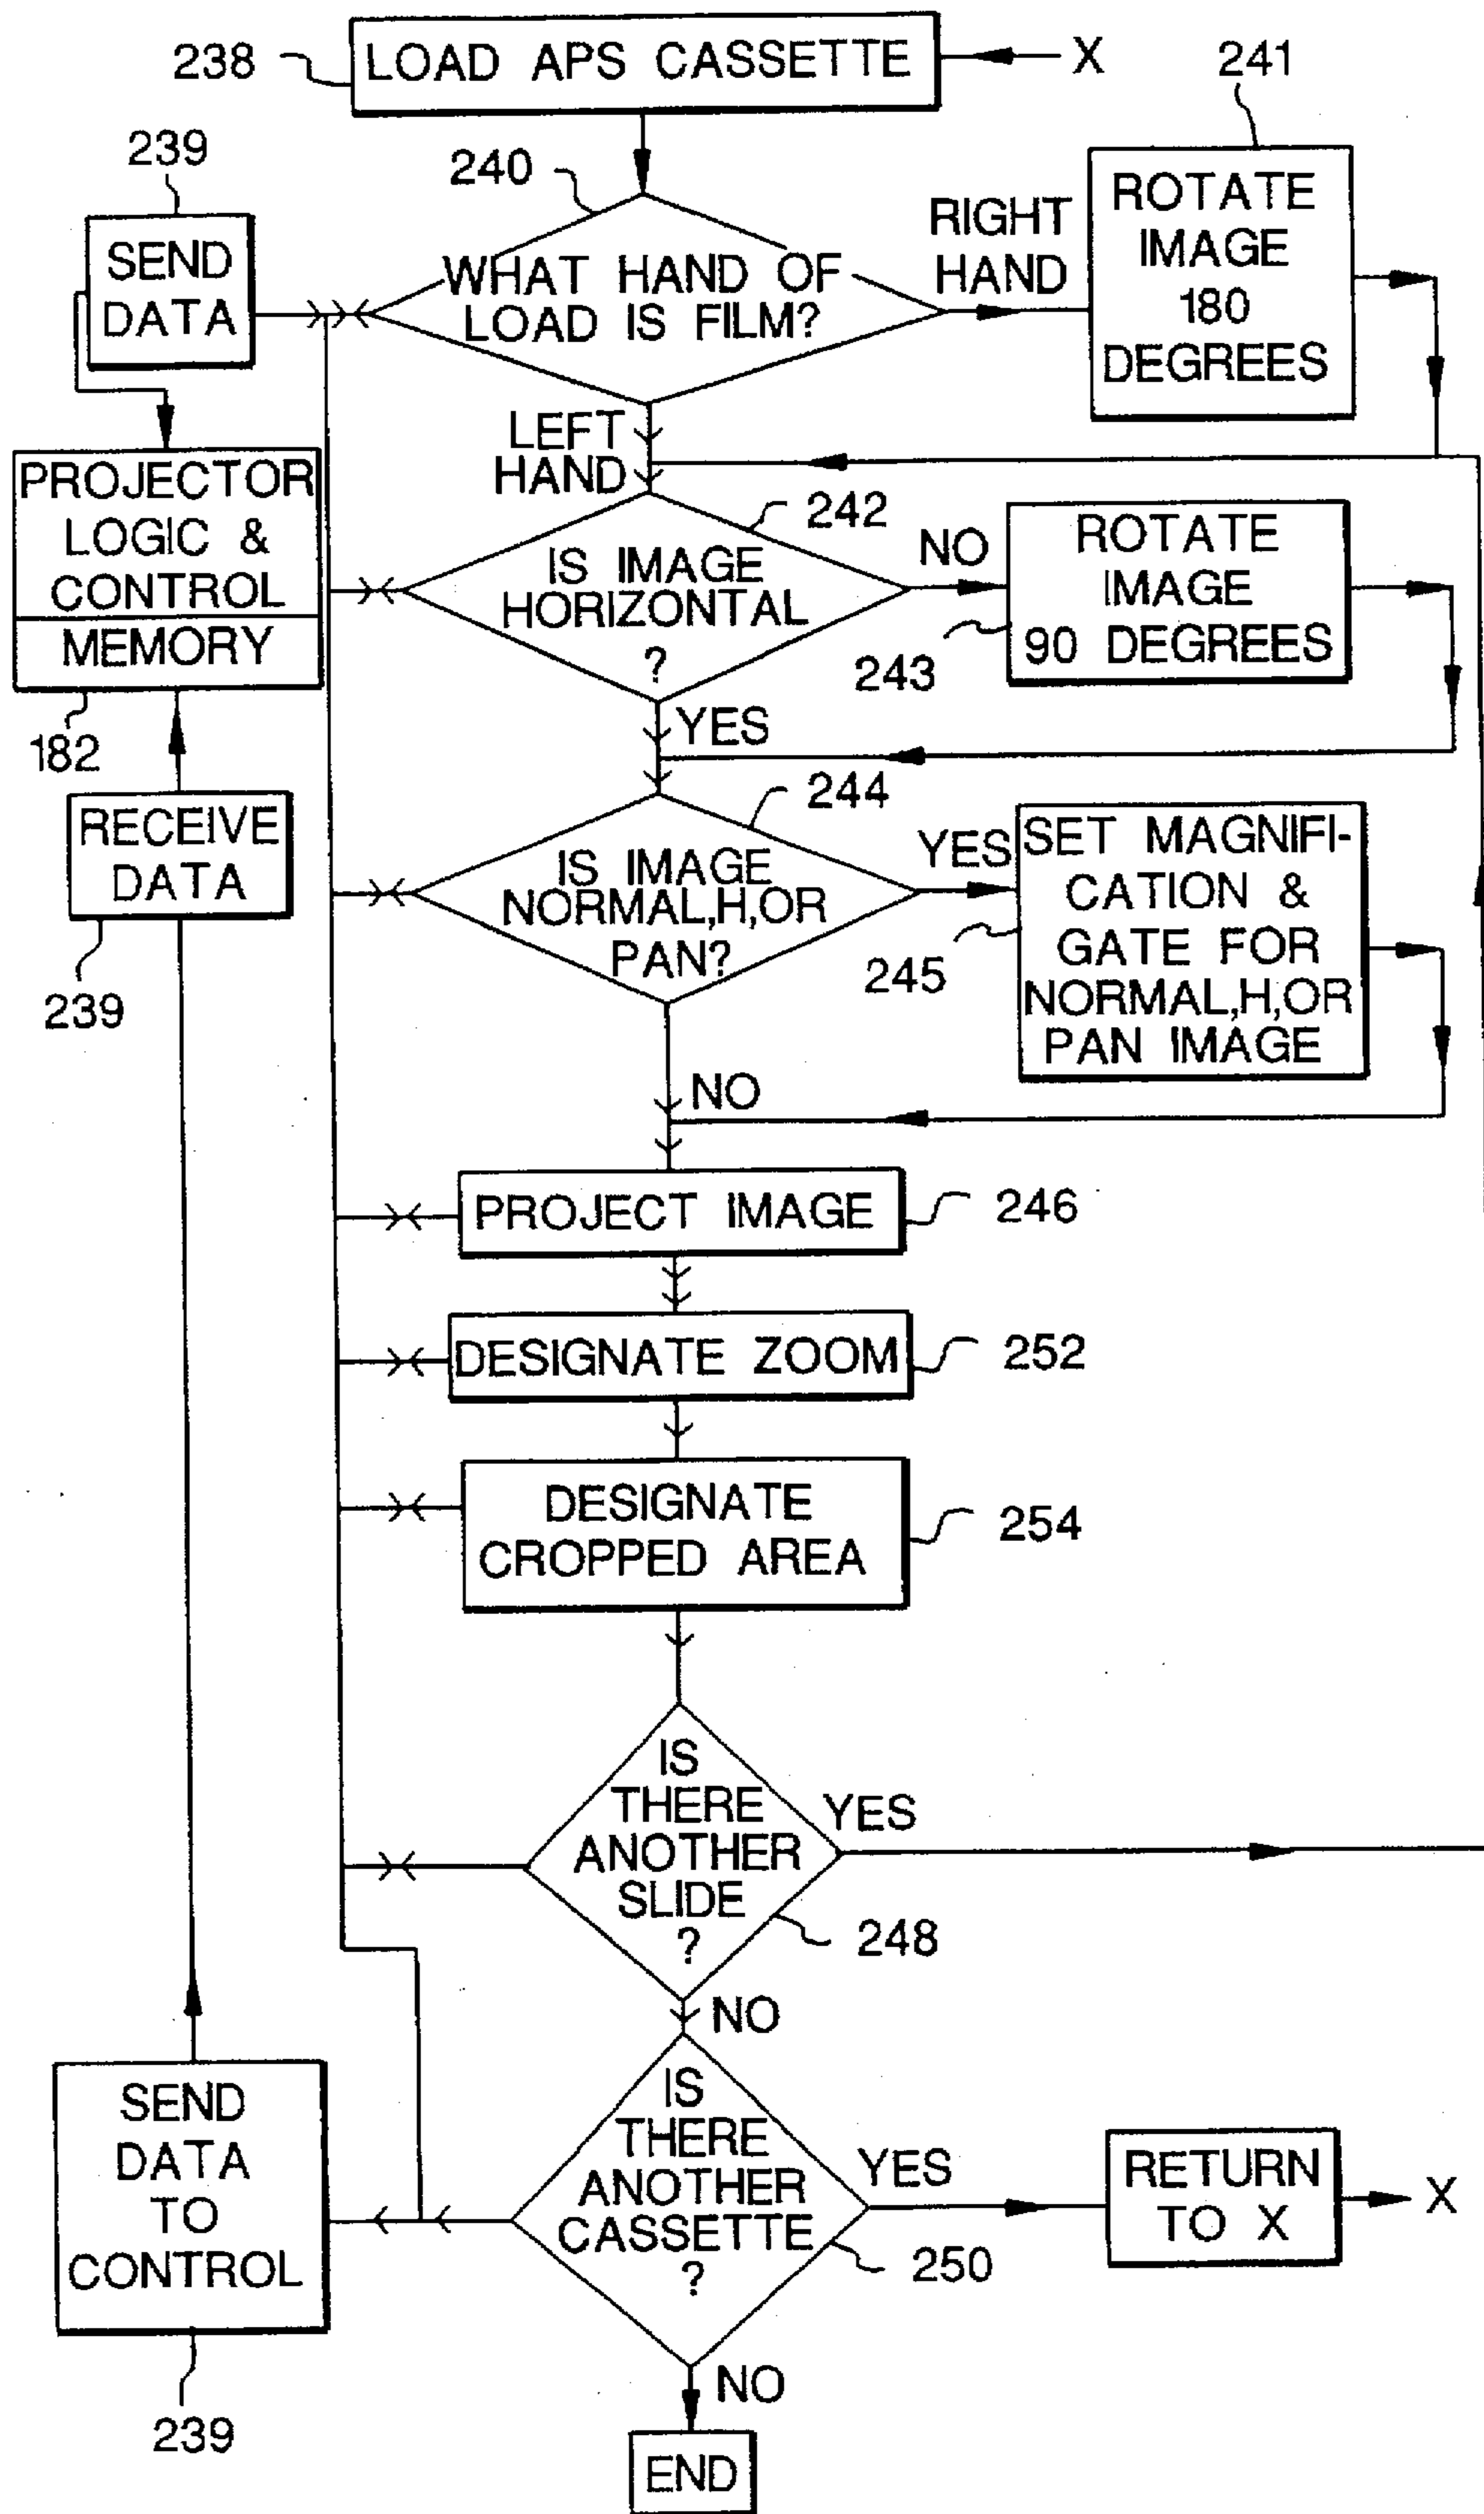 238
LOAD APS CASSETTE
X
241
239
240
SEND
DATA
WHAT HAND OF
LOAD IS FILM?
RIGHT
HAND
ROTATE
IMAGE
180
DEGREES
LEFT
HAND
PROJECTOR
LOGIC &
CONTROL
MEMORY
182
242
IS IMAGE
HORIZONTAL
?
NO
ROTATE
IMAGE
90 DEGREES
243
YES
RECEIVE
DATA
239
244
IS IMAGE
NORMAL,H,OR
PAN?
YES
SET MAGNIFI-
CATION &
GATE FOR
NORMAL,H,OR
PAN IMAGE
245
NO
PROJECT IMAGE
246
DESIGNATE ZOOM
252
DESIGNATE
CROPPED AREA
254
IS
THERE
ANOTHER
SLIDE
?
YES
248
NO
SEND
DATA
TO
CONTROL
239
IS
THERE
ANOTHER
CASSETTE
?
YES
250
RETURN
TO X
X
NO
END